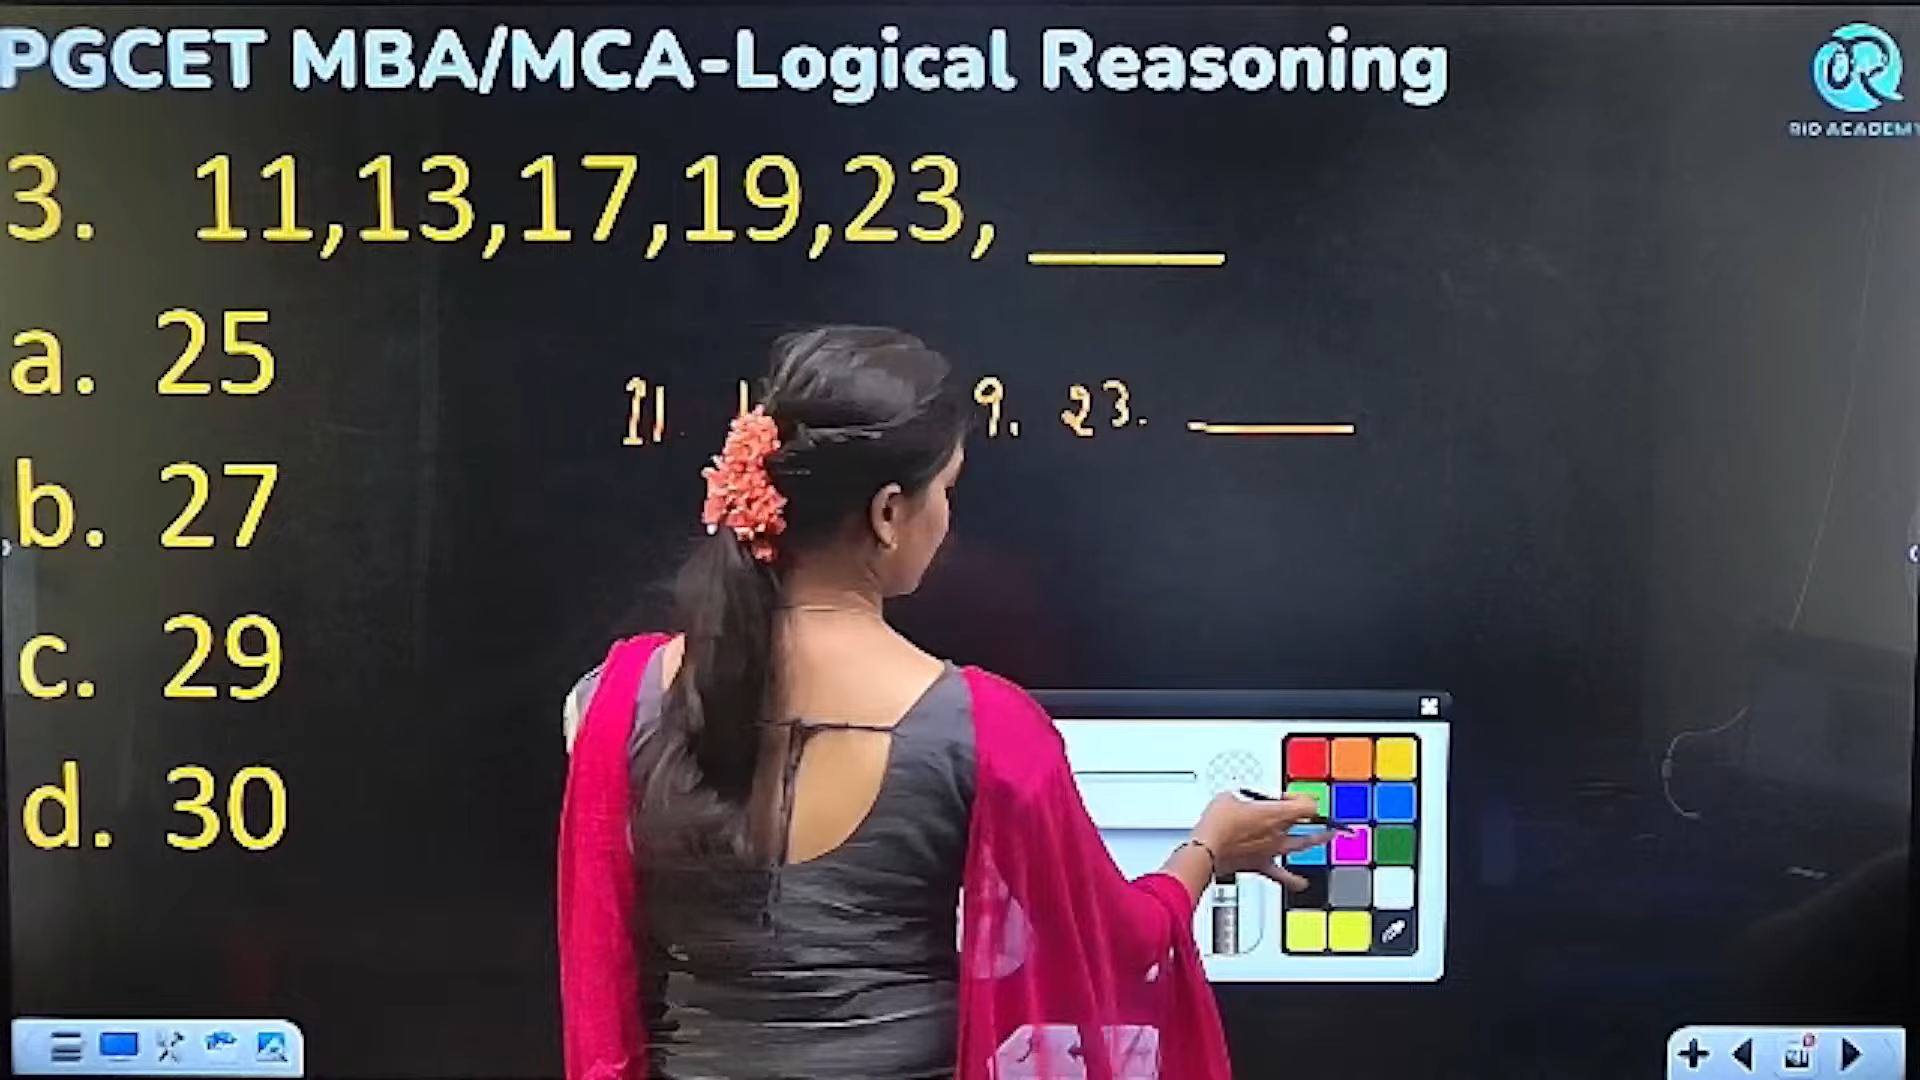 PGCET MBA/MCA-Logical Reasoning
RIO ACADEMY
3. 11,13,17,19,23, ____
a. 25
b. 27
c. 29
d. 30
11. 9. 23. ____